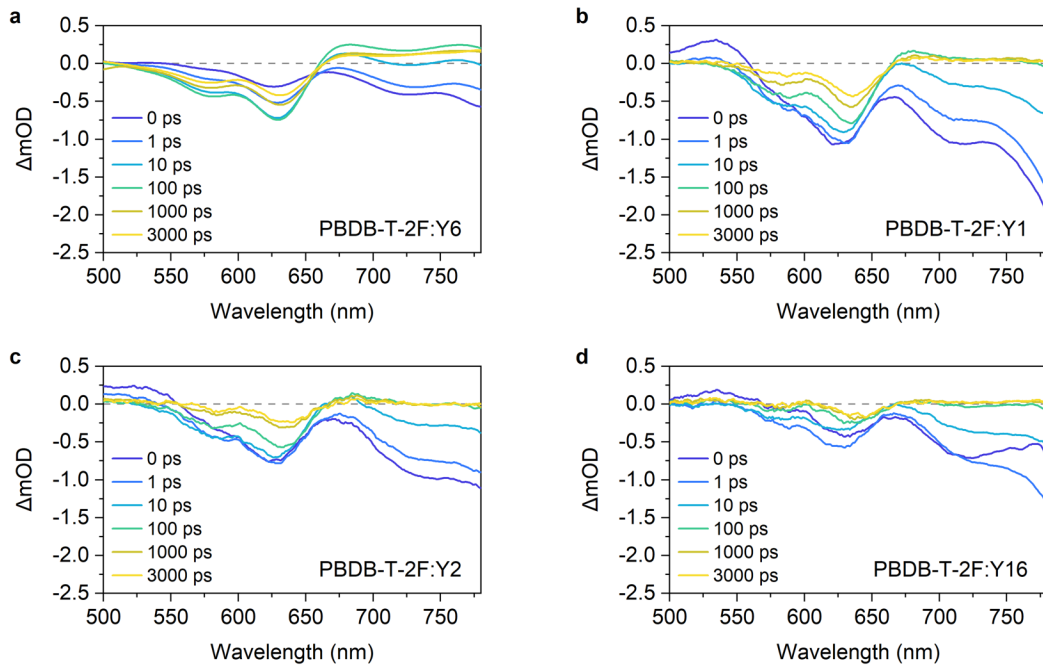 a
0.5
0.0
-0.5
-1.0
-1.5
-2.0
-2.5
ΔmOD
0 ps
1 ps
10 ps
100 ps
1000 ps
3000 ps
PBDB-T-2F:Y6
500 550 600 650 700 750
Wavelength (nm)
b
0.5
0.0
-0.5
-1.0
-1.5
-2.0
-2.5
ΔmOD
0 ps
1 ps
10 ps
100 ps
1000 ps
3000 ps
PBDB-T-2F:Y1
500 550 600 650 700 750
Wavelength (nm)
c
0.5
0.0
-0.5
-1.0
-1.5
-2.0
-2.5
ΔmOD
0 ps
1 ps
10 ps
100 ps
1000 ps
3000 ps
PBDB-T-2F:Y2
500 550 600 650 700 750
Wavelength (nm)
d
0.5
0.0
-0.5
-1.0
-1.5
-2.0
-2.5
ΔmOD
0 ps
1 ps
10 ps
100 ps
1000 ps
3000 ps
PBDB-T-2F:Y16
500 550 600 650 700 750
Wavelength (nm)